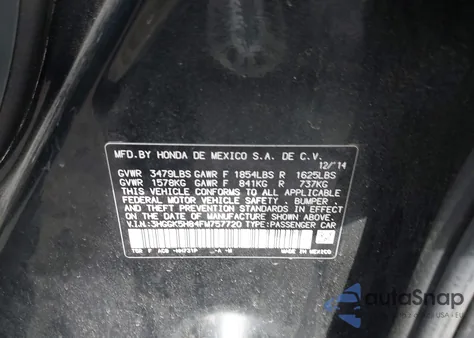 MFD.BY HONDA DE MEXICO S.A. DE C.V.
12/'14
GVWR 3479LBS GAWR F 1854LBS R 1625LBS
GVWR 1578KG GAWR F 841KG R 737KG
THIS VEHICLE CONFORMS TO ALL APPLICABLE
FEDERAL MOTOR VEHICLE SAFETY, BUMPER,
AND THEFT PREVENTION STANDARDS IN
EFFECT ON THE DATE OF MANUFACTURE
SHOWN ABOVE.
V.I.N.:3HGGK5H84FM757720 TYPE:PASSENGER CAR
MADE IN MEXICO
autoSnap